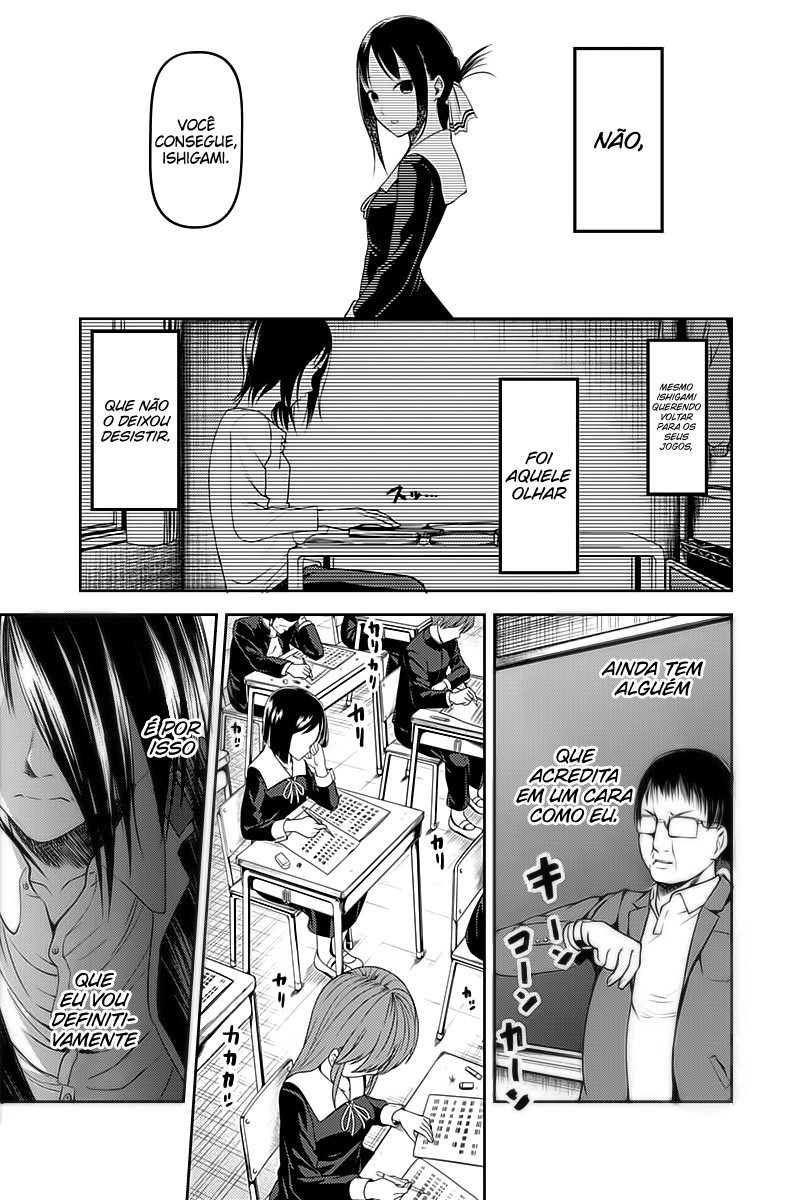 NÃO,
VOCÊ
CONSEGUE,
ISHIGAMI.
MESMO
ISHIGAMI
QUERENDO
VOLTAR
PARA OS
SEUS
JOGOS,
FOI
AQUELE
OLHAR
QUE NÃO
O DEIXOU
DESISTIR.
スッ…
AINDA TEM
ALGUÉM
QUE
ACREDITA
EM UM CARA
COMO EU.
キーン
コーン
カーン
カリ
カリ
カリ
カリ
カリ
カリ
カカカッ
É POR
ISSO
QUE
EU VOU
DEFINITI-
VAMENTE